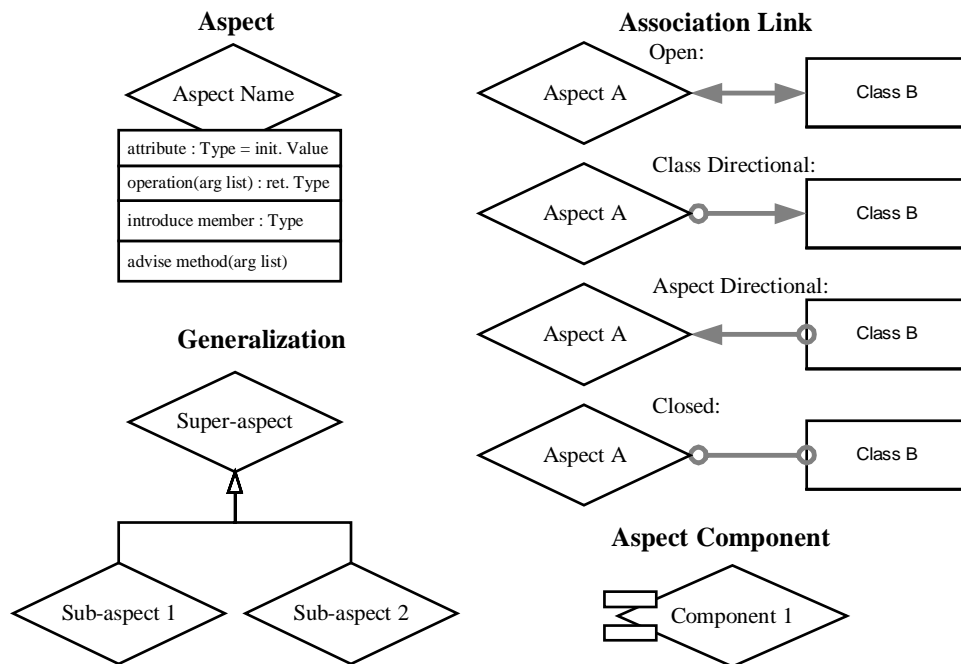 Aspect
Aspect Name
attribute : Type = init. Value
operation(arg list) : ret. Type
introduce member : Type
advise method(arg list)
Generalization
Super-aspect
Sub-aspect 1
Sub-aspect 2
Association Link
Open:
Aspect A
Class B
Class Directional:
Aspect A
Class B
Aspect Directional:
Aspect A
Class B
Closed:
Aspect A
Class B
Aspect Component
Component 1